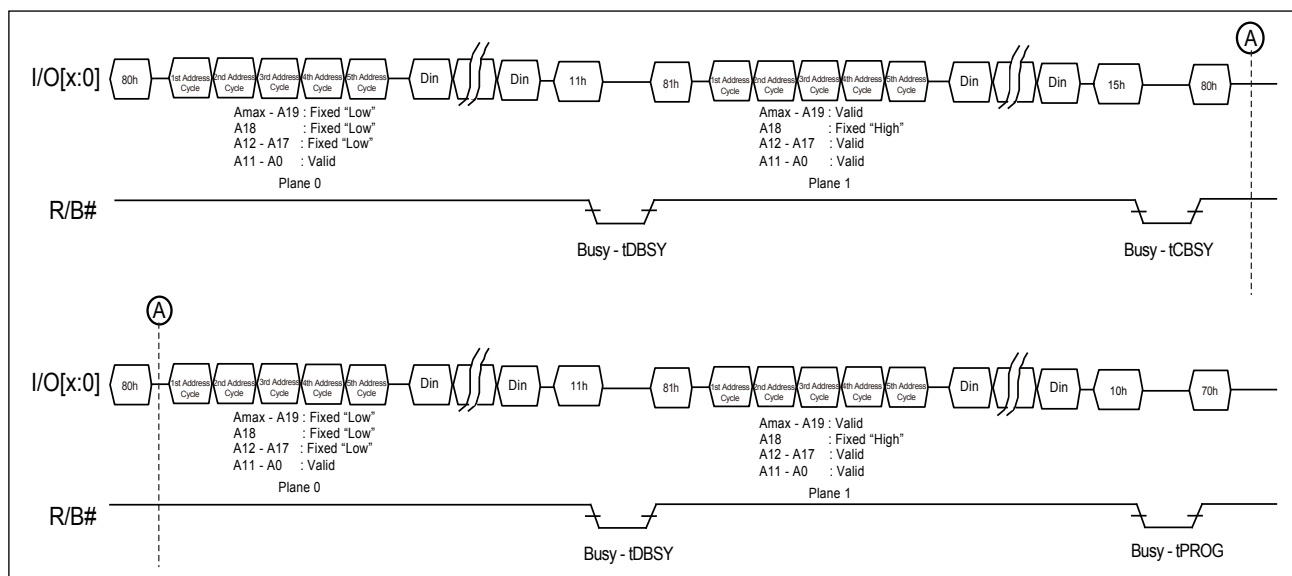 A
I/O[x:0] 80h 1st Address Cycle 2nd Address Cycle 3rd Address Cycle 4th Address Cycle 5th Address Cycle Din Din 11h 81h 1st Address Cycle 2nd Address Cycle 3rd Address Cycle 4th Address Cycle 5th Address Cycle Din Din 15h 80h
Amax - A19 : Fixed “Low”
A18 : Fixed “Low”
A12 - A17 : Fixed “Low”
A11 - A0 : Valid
Plane 0
Amax - A19 : Valid
A18 : Fixed “High”
A12 - A17 : Valid
A11 - A0 : Valid
Plane 1
R/B#
Busy - tDBSY
Busy - tCBSY
A
I/O[x:0] 80h 1st Address Cycle 2nd Address Cycle 3rd Address Cycle 4th Address Cycle 5th Address Cycle Din Din 11h 81h 1st Address Cycle 2nd Address Cycle 3rd Address Cycle 4th Address Cycle 5th Address Cycle Din Din 10h 70h
Amax - A19 : Fixed “Low”
A18 : Fixed “Low”
A12 - A17 : Fixed “Low”
A11 - A0 : Valid
Plane 0
Amax - A19 : Valid
A18 : Fixed “High”
A12 - A17 : Valid
A11 - A0 : Valid
Plane 1
R/B#
Busy - tDBSY
Busy - tPROG